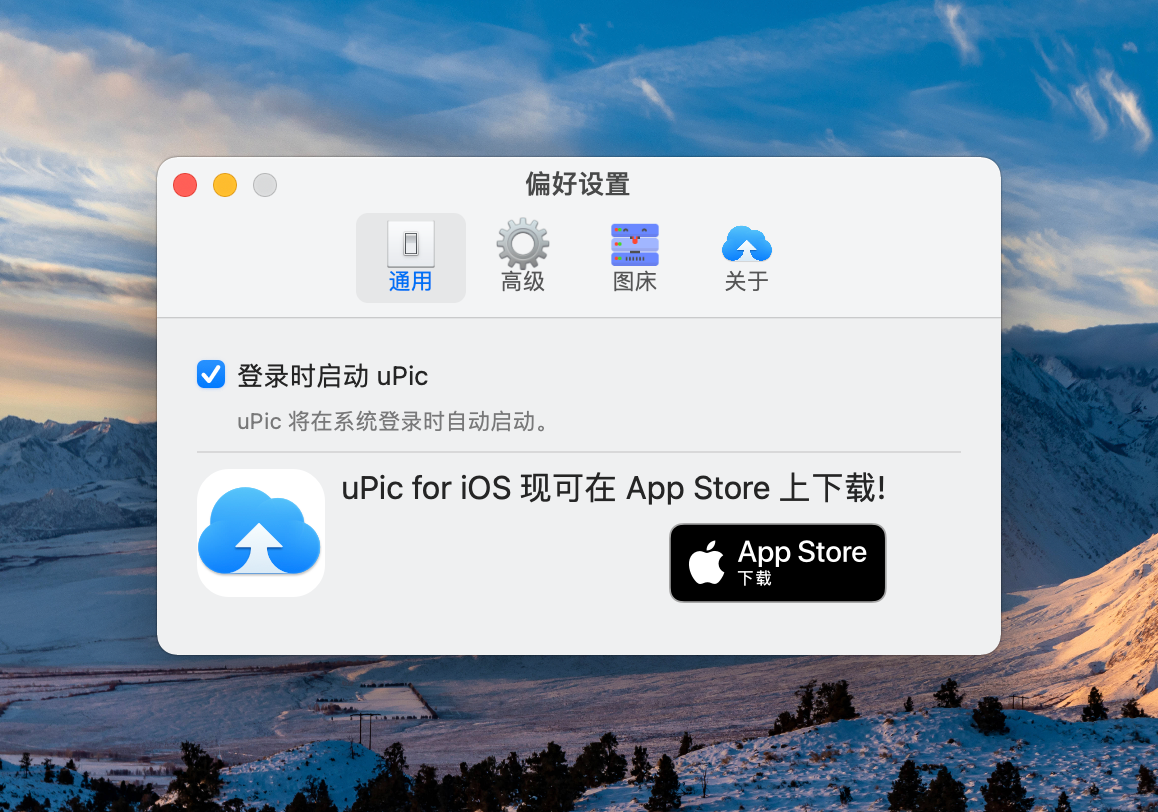 偏好设置
通用
高级
图床
关于
登录时启动 uPic
uPic 将在系统登录时自动启动。
uPic for iOS 现可在 App Store 上下载!
App Store
下载